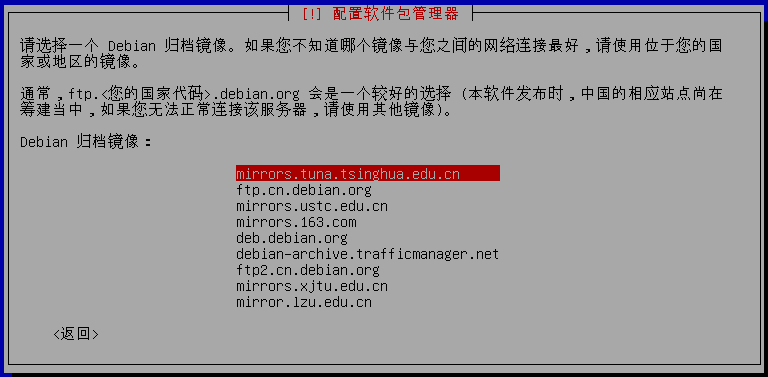 [!] 配置软件包管理器
请选择一个 Debian 归档镜像。如果您不知道哪个镜像与您之间的网络连接最好,请使用位于您的国
家或地区的镜像。
通常,ftp.<您的国家代码>.debian.org 会是一个较好的选择 (本软件发布时,中国的相应站点尚在
筹建当中,如果您无法正常连接该服务器,请使用其他镜像)。
Debian 归档镜像:
mirrors.tuna.tsinghua.edu.cn
ftp.cn.debian.org
mirrors.ustc.edu.cn
mirrors.163.com
deb.debian.org
debian-archive.trafficmanager.net
ftp2.cn.debian.org
mirrors.xjtu.edu.cn
mirror.lzu.edu.cn
<返回>